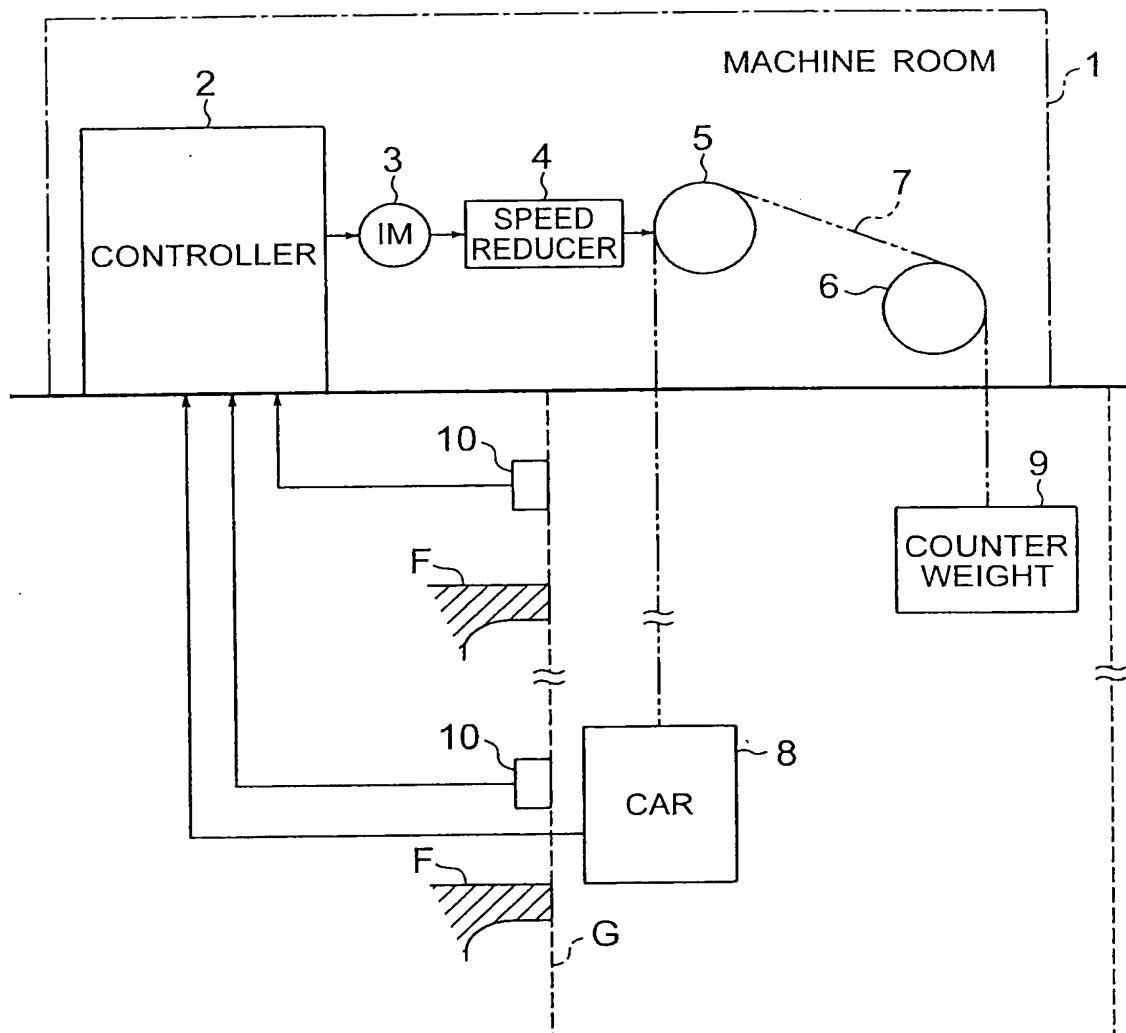 MACHINE ROOM
1
2
CONTROLLER
3
IM
4
SPEED
REDUCER
5
7
6
10
9
COUNTER
WEIGHT
F
10
8
CAR
F
G